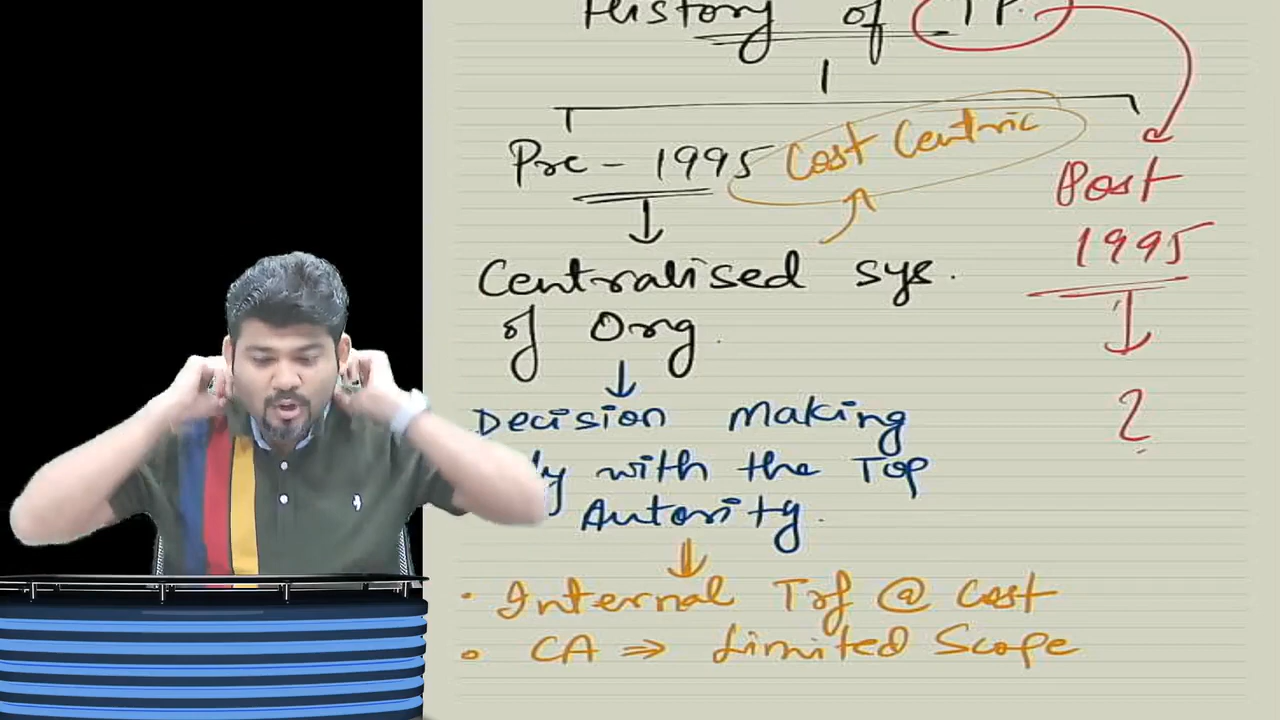 History of TP.
Pre - 1995 Cost Centric
Post
1995
?
Centralised sys.
of Org.
Decision Making
with the Top
Autority.
• Internal Trf @ Cost
• CA ⇒ Limited Scope